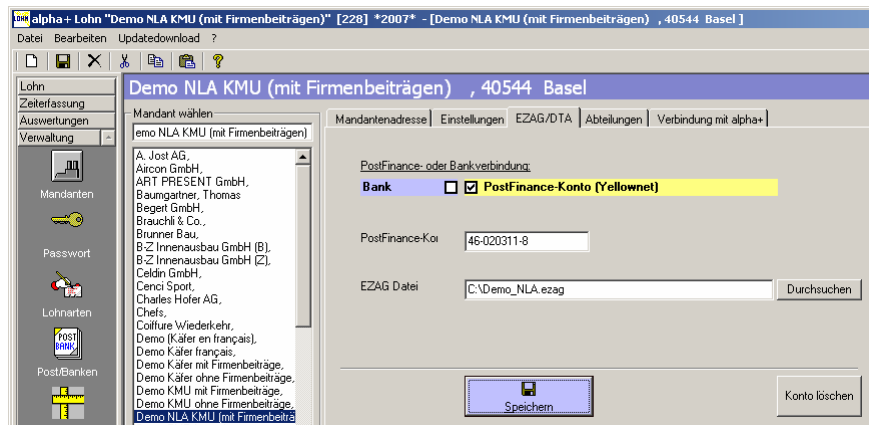 LOHN alpha+ Lohn "Demo NLA KMU (mit Firmenbeiträgen)" [228] *2007* - [Demo NLA KMU (mit Firmenbeiträgen) , 40544 Basel ]
Datei Bearbeiten Updatedownload ?
Lohn
Zeiterfassung
Auswertungen
Verwaltung
Mandanten
Passwort
Lohnarten
POST BANK
Post/Banken
Demo NLA KMU (mit Firmenbeiträgen) , 40544 Basel
Mandant wählen
emo NLA KMU (mit Firmenbeiträgen)
A. Jost AG,
Aircon GmbH,
ART PRESENT GmbH,
Baumgartner, Thomas
Begert GmbH,
Brauchli & Co.,
Brunner Bau,
B-Z Innenausbau GmbH (B),
B-Z Innenausbau GmbH (Z),
Celdin GmbH,
Cenci Sport,
Charles Hofer AG,
Chefs,
Coiffure Wiederkehr,
Demo (Käfer en français),
Demo Käfer français,
Demo Käfer mit Firmenbeiträge,
Demo Käfer ohne Firmenbeiträge,
Demo KMU mit Firmenbeiträge,
Demo KMU ohne Firmenbeiträge,
Demo NLA KMU (mit Firmenbeiträ
Mandantenadresse Einstellungen EZAG/DTA Abteilungen Verbindung mit alpha+
PostFinance- oder Bankverbindung:
Bank PostFinance-Konto (Yellownet)
PostFinance-Koi 46-020311-8
EZAG Datei C:\Demo_NLA.ezag Durchsuchen
Speichern Konto löschen